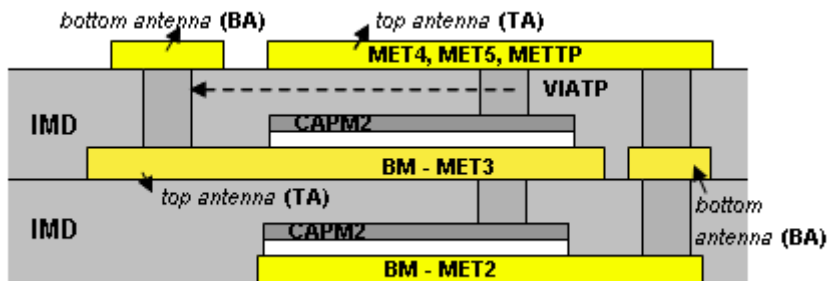 bottom antenna (BA) top antenna (TA)
MET4, MET5, METTP
VIATP
IMD
CAPM2
BM - MET3
top antenna (TA)
bottom
antenna (BA)
IMD
CAPM2
BM - MET2